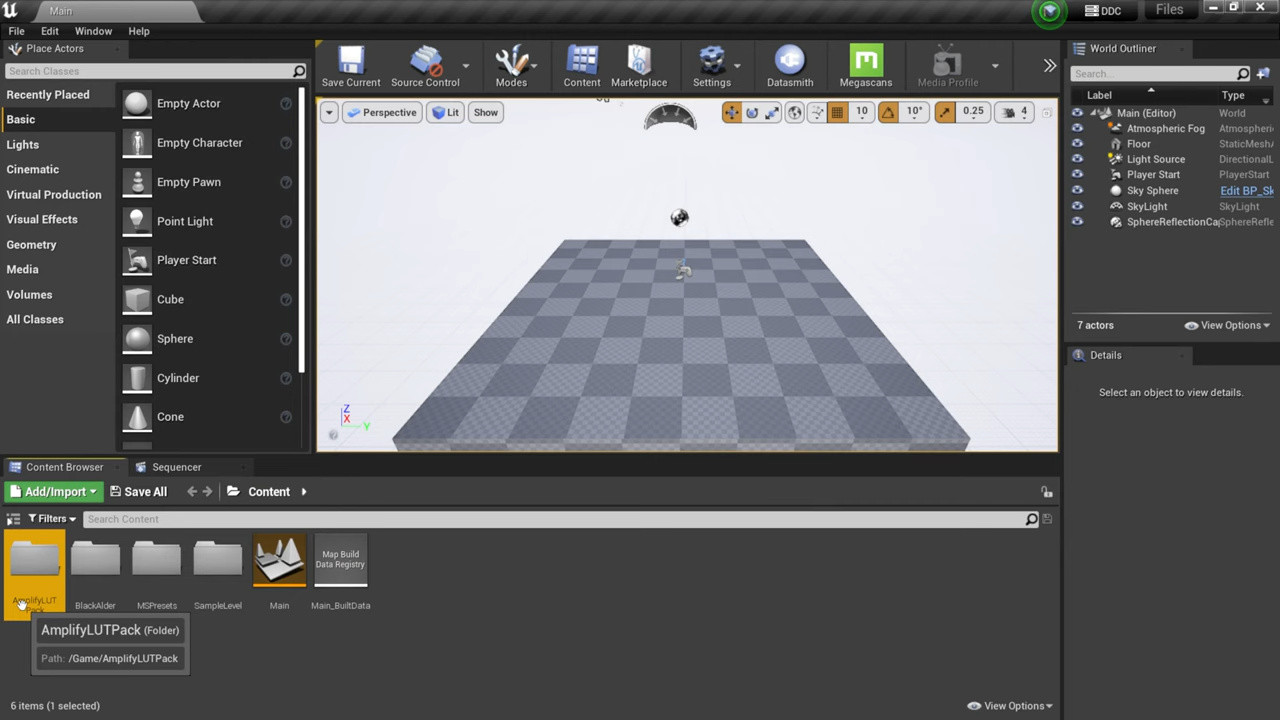 Main
DDC
Files
File Edit Window Help
Place Actors
Search Classes
Recently Placed
Basic
Lights
Cinematic
Virtual Production
Visual Effects
Geometry
Media
Volumes
All Classes
Empty Actor
Empty Character
Empty Pawn
Point Light
Player Start
Cube
Sphere
Cylinder
Cone
Save Current
Source Control
Modes
Content
Marketplace
Settings
Datasmith
Megascans
Media Profile
Perspective
Lit
Show
10
10°
0.25
4
Z
X
Y
World Outliner
Search...
Label Type
Main (Editor) World
Atmospheric Fog Atmospheric
Floor StaticMeshA
Light Source DirectionalL
Player Start PlayerStart
Sky Sphere Edit BP_Sk
SkyLight SkyLight
SphereReflectionCap SphereRefle
7 actors
View Options
Details
Select an object to view details.
Content Browser
Sequencer
Add/Import
Save All
Content
Filters
Search Content
AmplifyLUT
Pack
BlackAlder
MSPresets
SampleLevel
Main
Map Build
Data Registry
Main_BuiltData
AmplifyLUTPack (Folder)
Path: /Game/AmplifyLUTPack
6 items (1 selected)
View Options